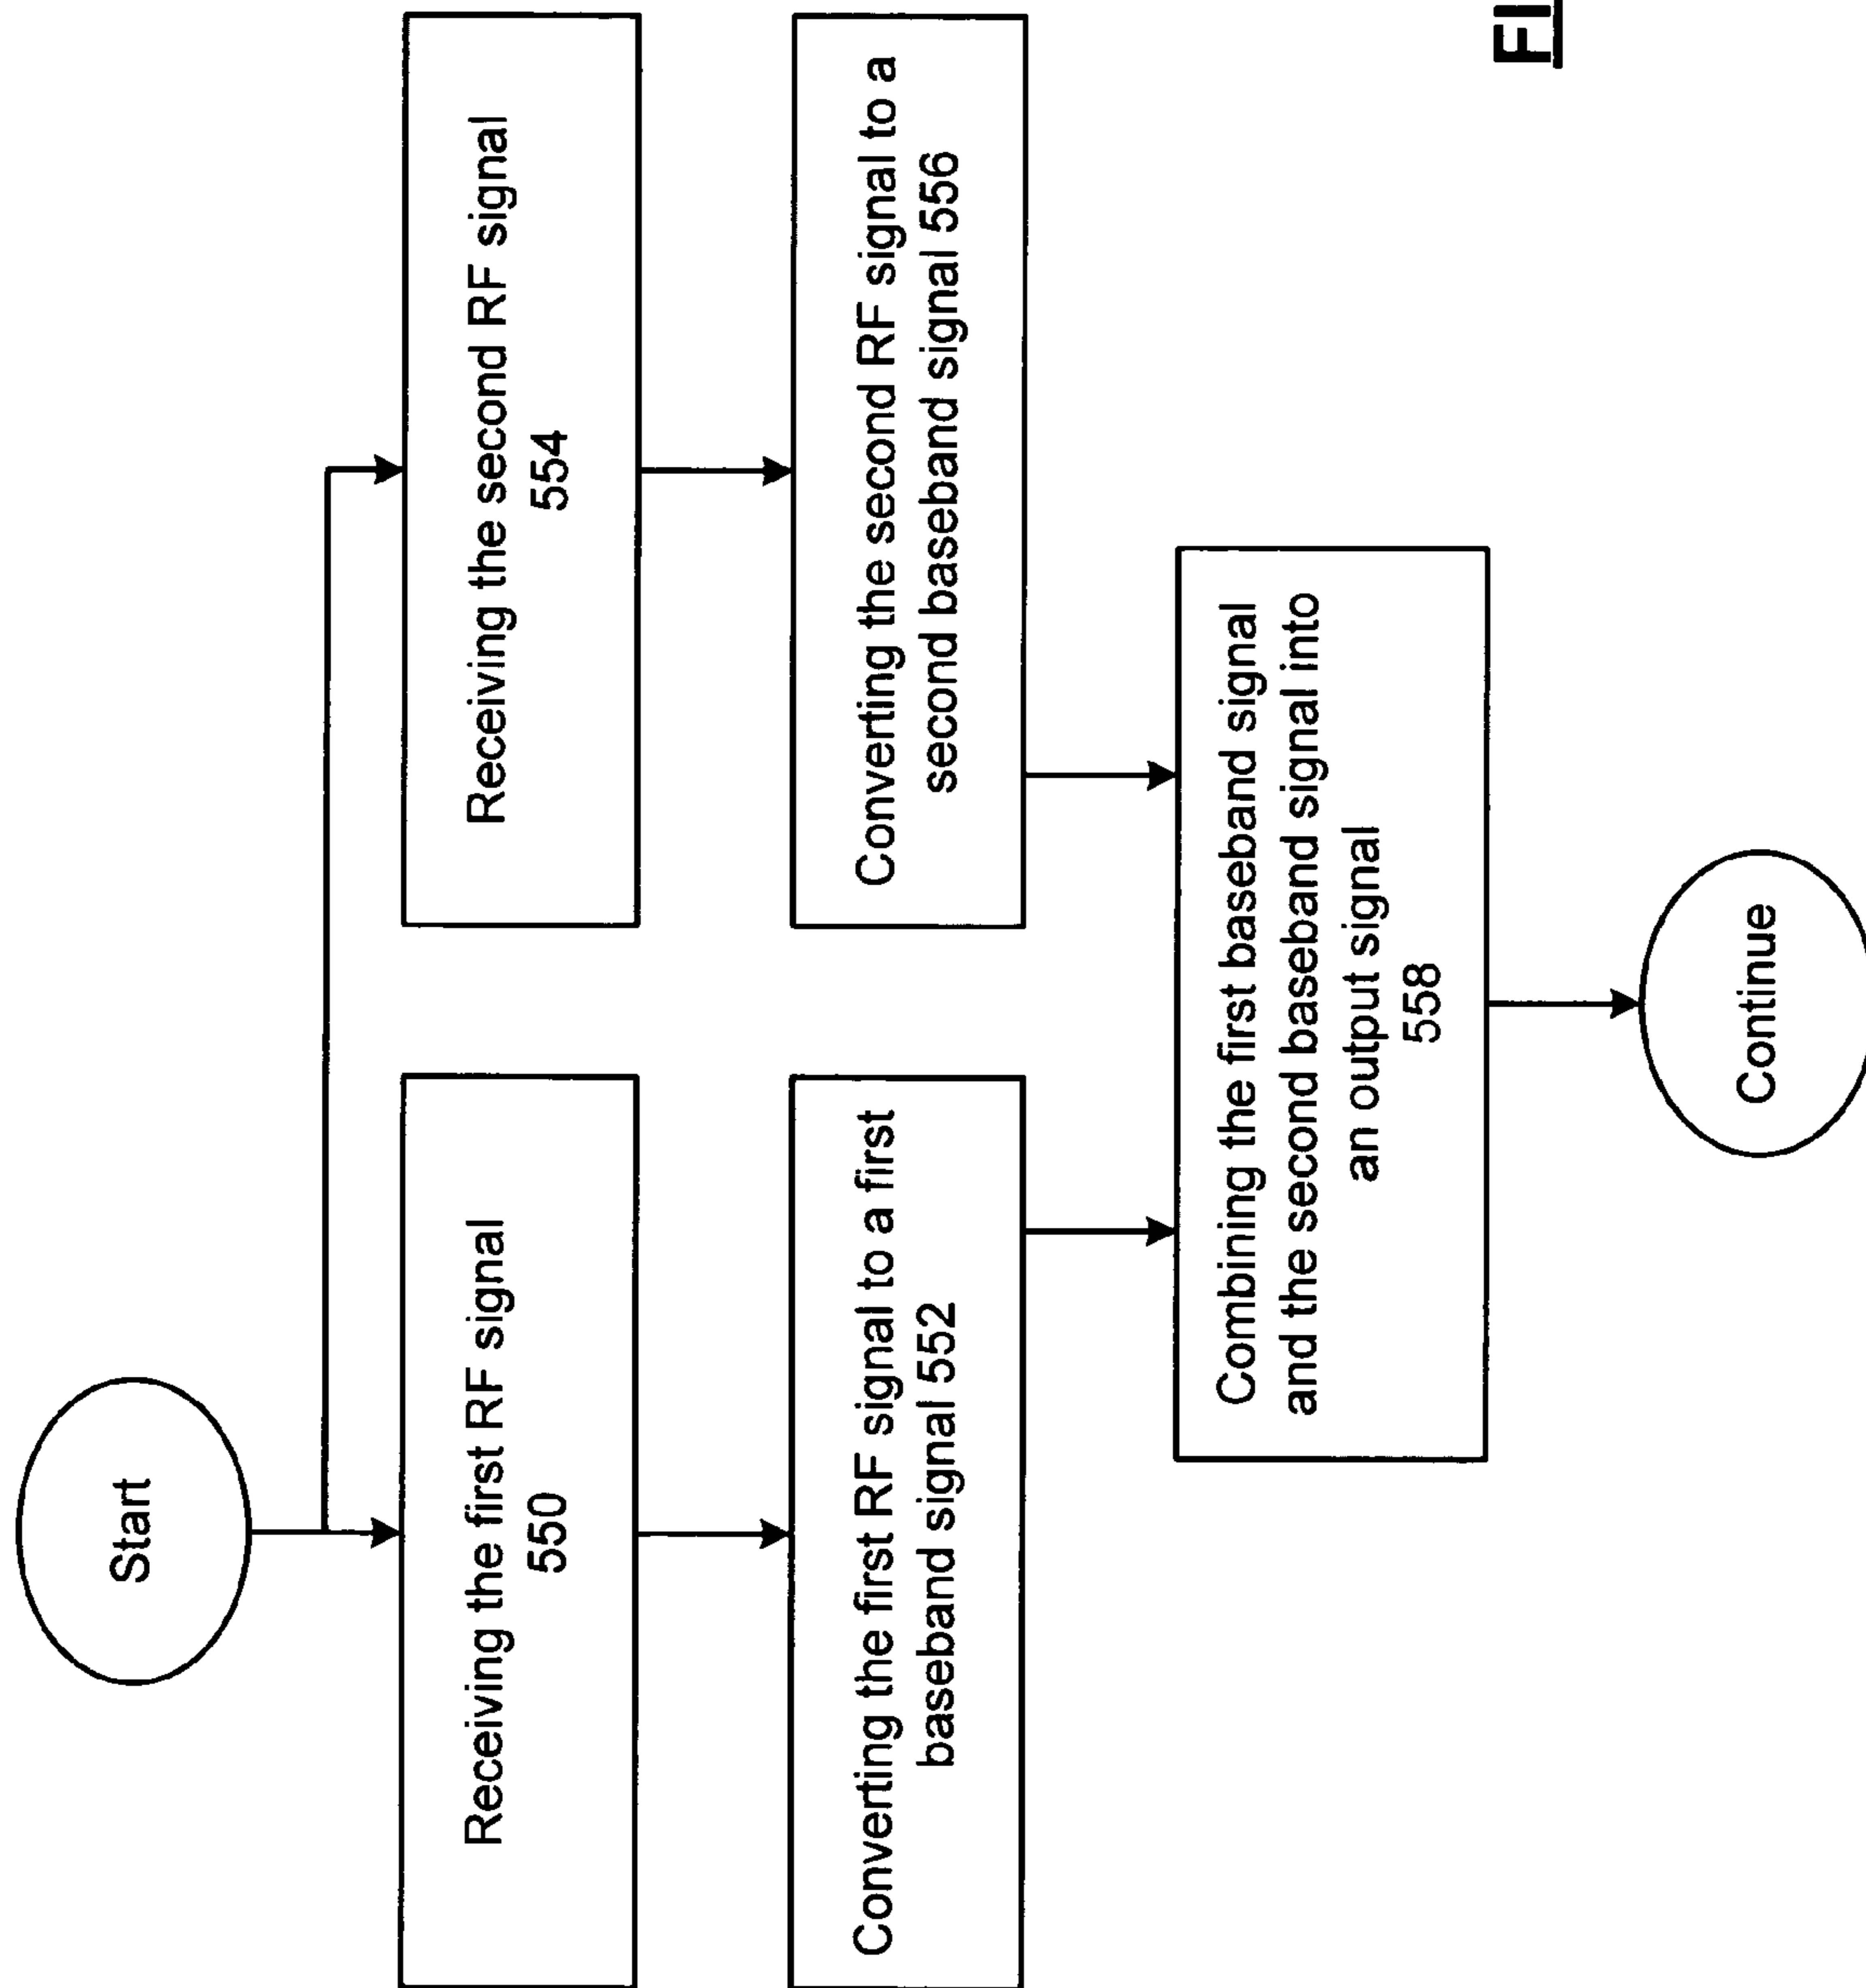 Start
Receiving the first RF signal
550
Receiving the second RF signal
554
Converting the first RF signal to a first
baseband signal 552
Converting the second RF signal to a
second baseband signal 556
Combining the first baseband signal
and the second baseband signal into
an output signal
558
Continue
FI